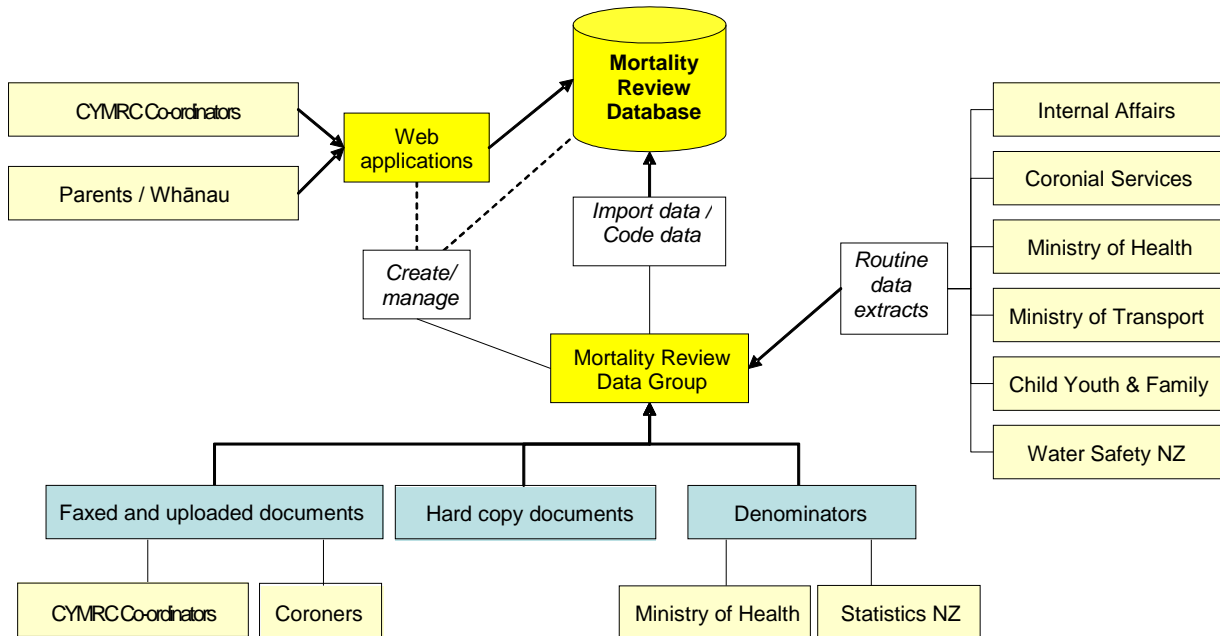 Mortality
Review
Database
CYMRC Co-ordinators
Parents / Whānau
Web
applications
Create/
manage
Import data /
Code data
Routine
data
extracts
Internal Affairs
Coronial Services
Ministry of Health
Ministry of Transport
Child Youth & Family
Water Safety NZ
Mortality Review
Data Group
Faxed and uploaded documents
Hard copy documents
Denominators
CYMRC Co-ordinators
Coroners
Ministry of Health
Statistics NZ